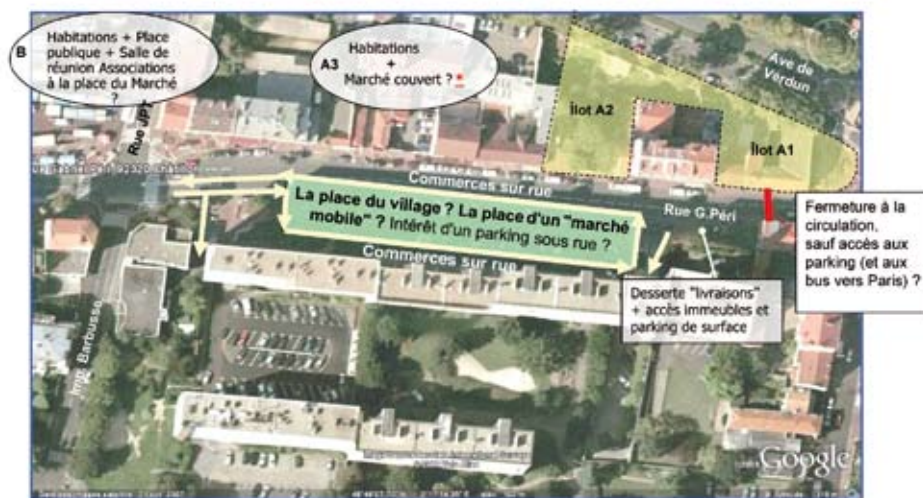 B
Habitations + Place
publique + Salle de
réunion Associations
à la place du Marché
?
Habitations
A3 +
Marché couvert ? *
Ave de
Verdun
Îlot A2
Îlot A1
Rue JPT
92320
Commerces sur rue
La place du village ? La place d'un "marché
mobile" ? Intérêt d'un parking sous rue ?
Commerces sur rue
Rue G.Péri
Fermeture à la
circulation,
sauf accès aux
parking (et aux
bus vers Paris) ?
Desserte "livraisons"
+ accès immeubles et
parking de surface
Imp. Barbusse
Google